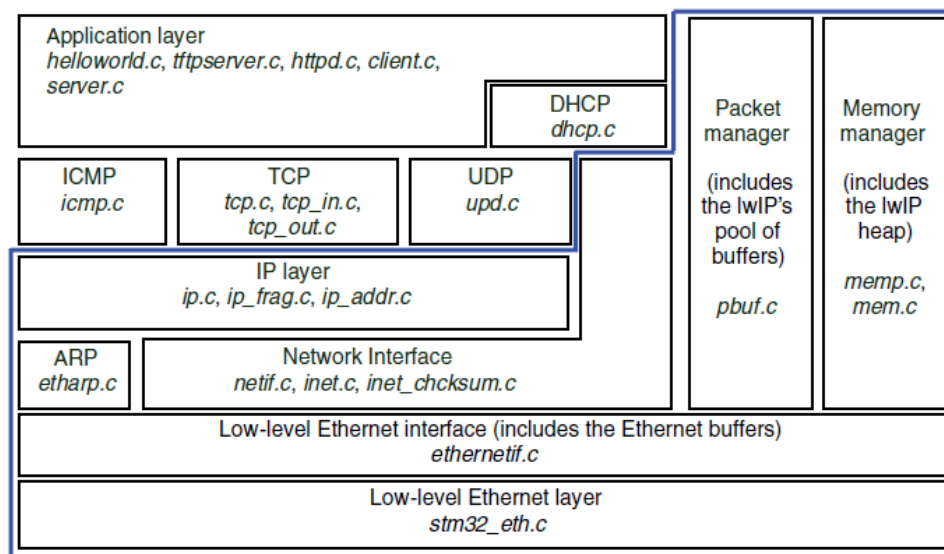 Application layer
helloworld.c, tftpserver.c, httpd.c, client.c,
server.c
DHCP
dhcp.c
Packet
manager
(includes
the lwIP's
pool of
buffers)
pbuf.c
Memory
manager
(includes
the lwIP
heap)
memp.c,
mem.c
ICMP
icmp.c
TCP
tcp.c, tcp_in.c,
tcp_out.c
UDP
upd.c
IP layer
ip.c, ip_frag.c, ip_addr.c
ARP
etharp.c
Network Interface
netif.c, inet.c, inet_chcksum.c
Low-level Ethernet interface (includes the Ethernet buffers)
ethernetif.c
Low-level Ethernet layer
stm32_eth.c